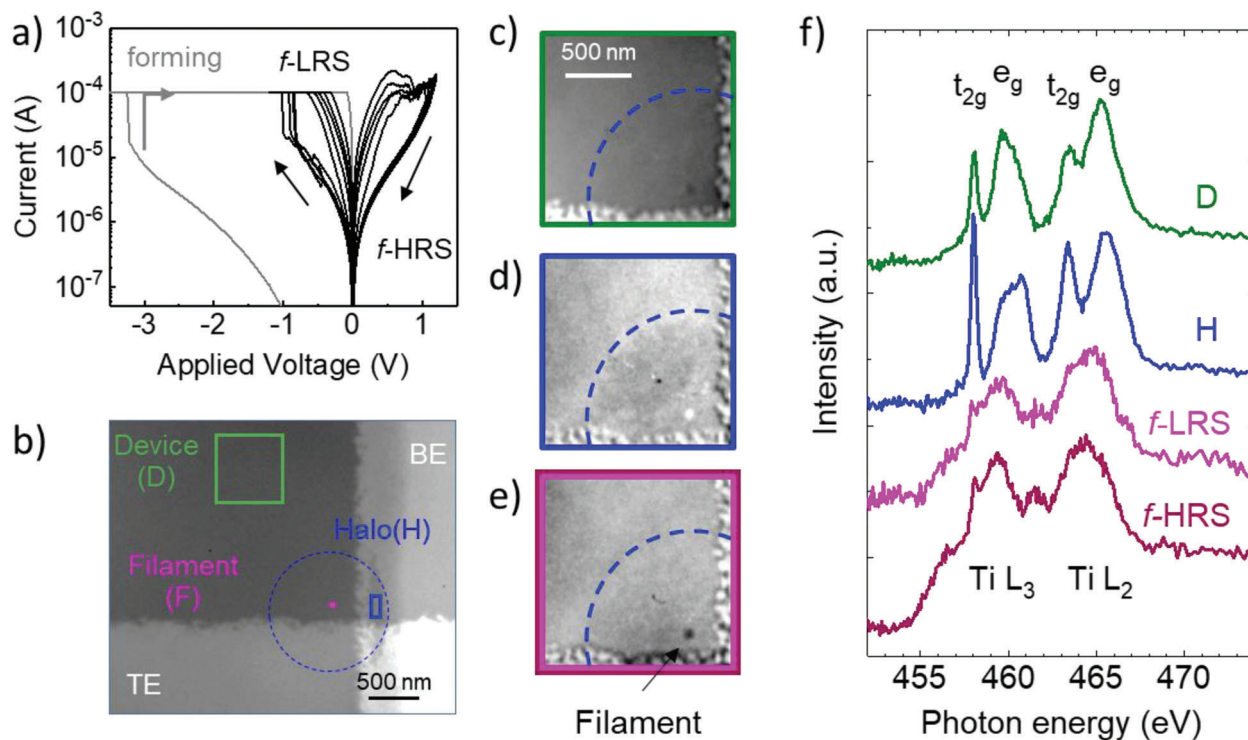 a)
10⁻³
10⁻⁴
10⁻⁵
10⁻⁶
10⁻⁷
Current (A)
forming
f-LRS
f-HRS
-3 -2 -1 0 1
Applied Voltage (V)
b)
Device
(D)
BE
Halo(H)
Filament
(F)
TE
500 nm
c)
500 nm
d)
e)
Filament
f)
Intensity (a.u.)
t₂g e_g t₂g e_g
D
H
f-LRS
f-HRS
Ti L₃ Ti L₂
455 460 465 470
Photon energy (eV)